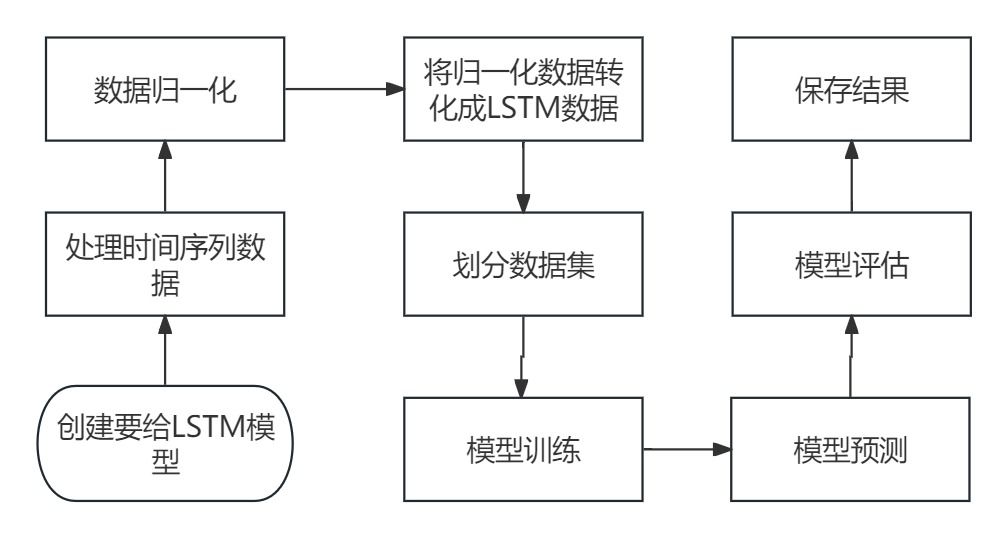 数据归一化
将归一化数据转
化成LSTM数据
保存结果
处理时间序列数
据
划分数据集
模型评估
创建要给LSTM模
型
模型训练
模型预测